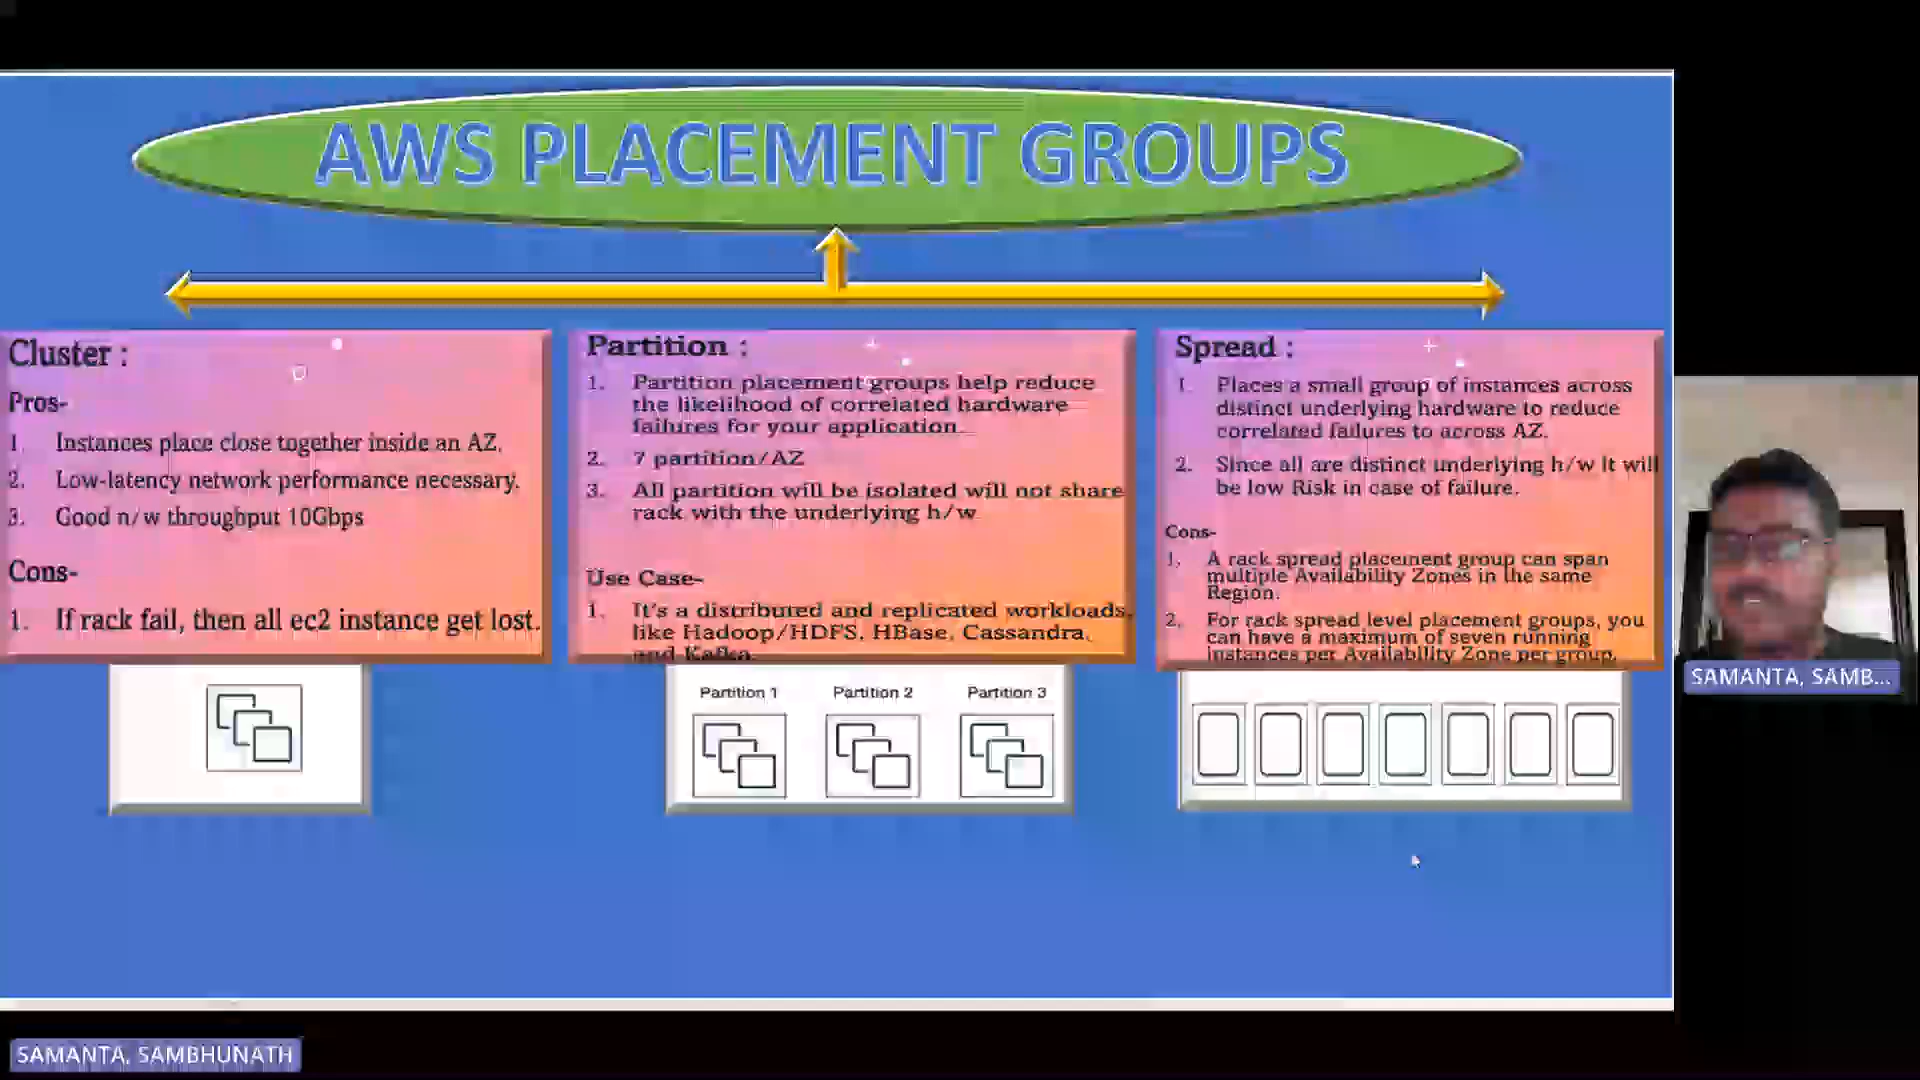 AWS PLACEMENT GROUPS
Cluster :
Pros-
1. Instances place close together inside an AZ.
2. Low-latency network performance necessary.
3. Good n/w throughput 10Gbps
Cons-
1. If rack fail, then all ec2 instance get lost.
Partition :
1. Partition placement groups help reduce
the likelihood of correlated hardware
failures for your application.
2. 7 partition/AZ
3. All partition will be isolated will not share
rack with the underlying h/w
Use Case-
1. It's a distributed and replicated workloads,
like Hadoop/HDFS, HBase, Cassandra,
and Kafka.
Partition 1 Partition 2 Partition 3
Spread :
1. Places a small group of instances across
distinct underlying hardware to reduce
correlated failures to across AZ.
2. Since all are distinct underlying h/w it will
be low Risk in case of failure.
Cons-
1. A rack spread placement group can span
multiple Availability Zones in the same
Region.
2. For rack spread level placement groups, you
can have a maximum of seven running
instances per Availability Zone per group.
SAMANTA, SAMB...
SAMANTA, SAMBHUNATH